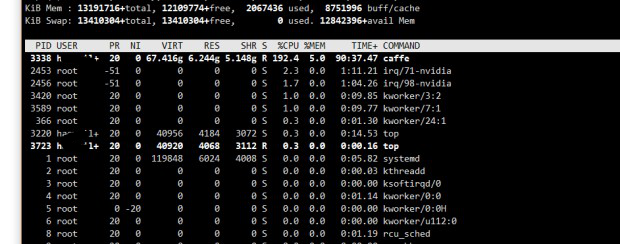 KiB Mem : 13191716+total, 12109774+free, 2067436 used, 8751996 buff/cache
KiB Swap: 13410304+total, 13410304+free, 0 used. 12842396+avail Mem
PID USER PR NI VIRT RES SHR S %CPU %MEM TIME+ COMMAND
3338 h + 20 0 67.416g 6.244g 5.148g R 192.4 5.0 90:37.47 caffe
2453 root -51 0 0 0 0 S 2.3 0.0 1:11.21 irq/71-nvidia
2456 root -51 0 0 0 0 S 1.7 0.0 1:04.26 irq/98-nvidia
3420 root 20 0 0 0 0 S 1.0 0.0 0:09.85 kworker/3:2
3589 root 20 0 0 0 0 S 1.0 0.0 0:09.77 kworker/7:1
366 root 20 0 0 0 0 S 0.3 0.0 0:01.30 kworker/24:1
3220 ha l+ 20 0 40956 4184 3072 S 0.3 0.0 0:14.53 top
3723 h l+ 20 0 40920 4068 3112 R 0.3 0.0 0:00.16 top
1 root 20 0 119848 6024 4008 S 0.0 0.0 0:05.82 systemd
2 root 20 0 0 0 0 S 0.0 0.0 0:00.03 kthreadd
3 root 20 0 0 0 0 S 0.0 0.0 0:00.00 ksoftirqd/0
4 root 20 0 0 0 0 S 0.0 0.0 0:01.14 kworker/0:0
5 root 0 -20 0 0 0 S 0.0 0.0 0:00.00 kworker/0:0H
6 root 20 0 0 0 0 S 0.0 0.0 0:00.00 kworker/u112:0
8 root 20 0 0 0 0 S 0.0 0.0 0:01.19 rcu_sched